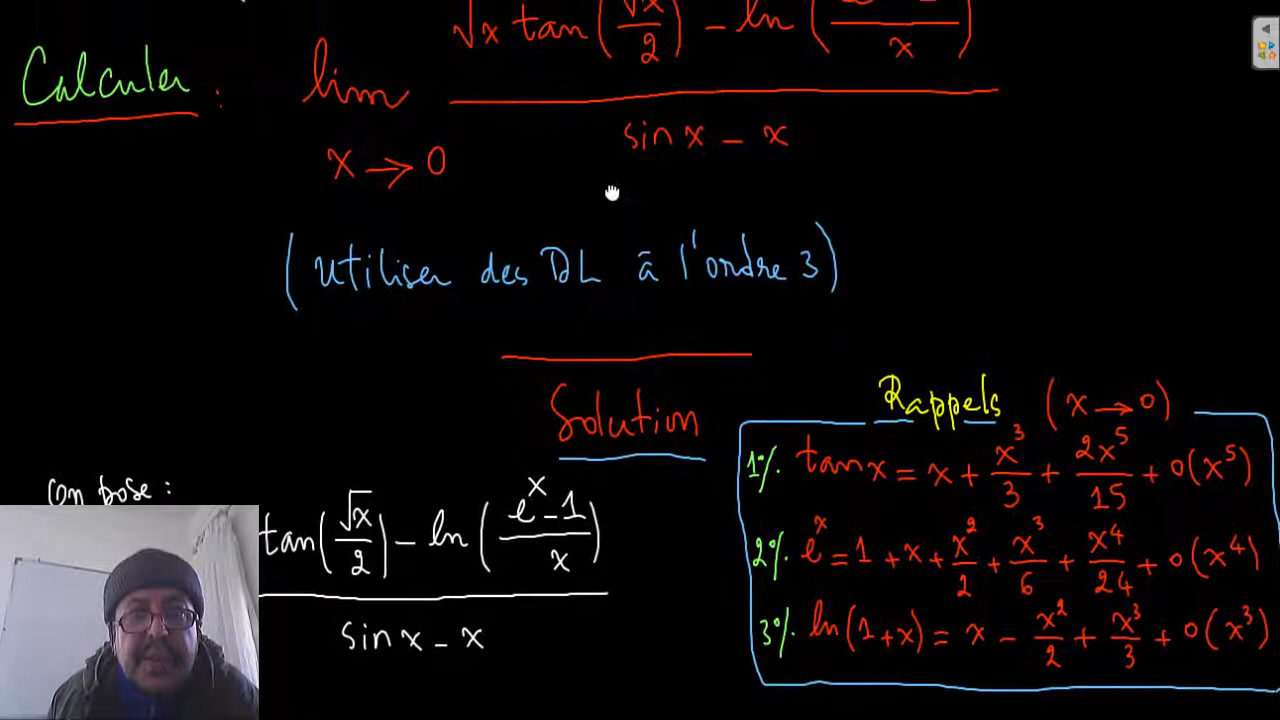 √x tan(√x/2) − ln( /x)
Calculer : lim
sin x − x
x → 0
(utiliser des DL à l'ordre 3)
Solution
Rappels (x → 0)
1°/. tan x = x + x³/3 + 2x⁵/15 + o(x⁵)
on pose :
tan(√x/2) − ln((eˣ − 1)/x)
2°/. eˣ = 1 + x + x²/2 + x³/6 + x⁴/24 + o(x⁴)
sin x − x
3°/. ln(1 + x) = x − x²/2 + x³/3 + o(x³)